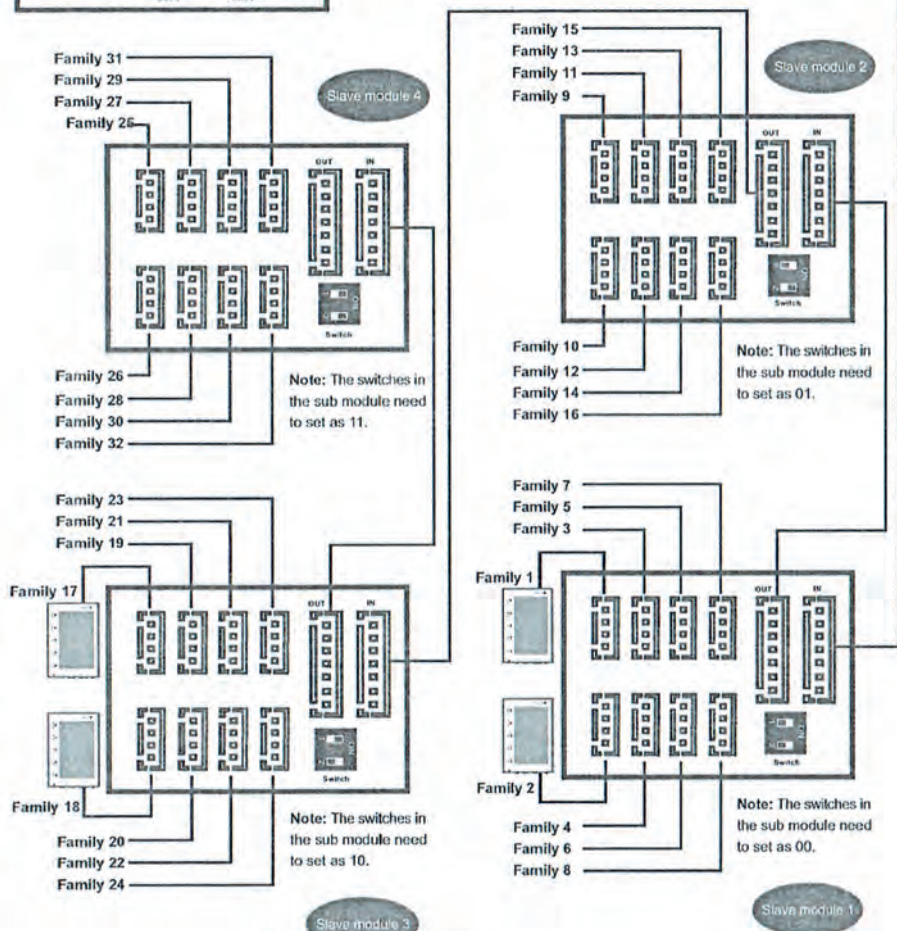 Family 31
Family 29
Family 27
Family 25
Slave module 4
OUT IN
Switch
Family 26
Family 28
Family 30
Family 32
Note: The switches in
the sub module need
to set as 11.
Family 15
Family 13
Family 11
Family 9
Slave module 2
OUT IN
Switch
Family 10
Family 12
Family 14
Family 16
Note: The switches in
the sub module need
to set as 01.
Family 23
Family 21
Family 19
Family 17
OUT IN
Switch
Family 18
Family 20
Family 22
Family 24
Note: The switches in
the sub module need
to set as 10.
Slave module 3
Family 7
Family 5
Family 3
Family 1
OUT IN
Switch
Family 2
Family 4
Family 6
Family 8
Note: The switches in
the sub module need
to set as 00.
Slave module 1